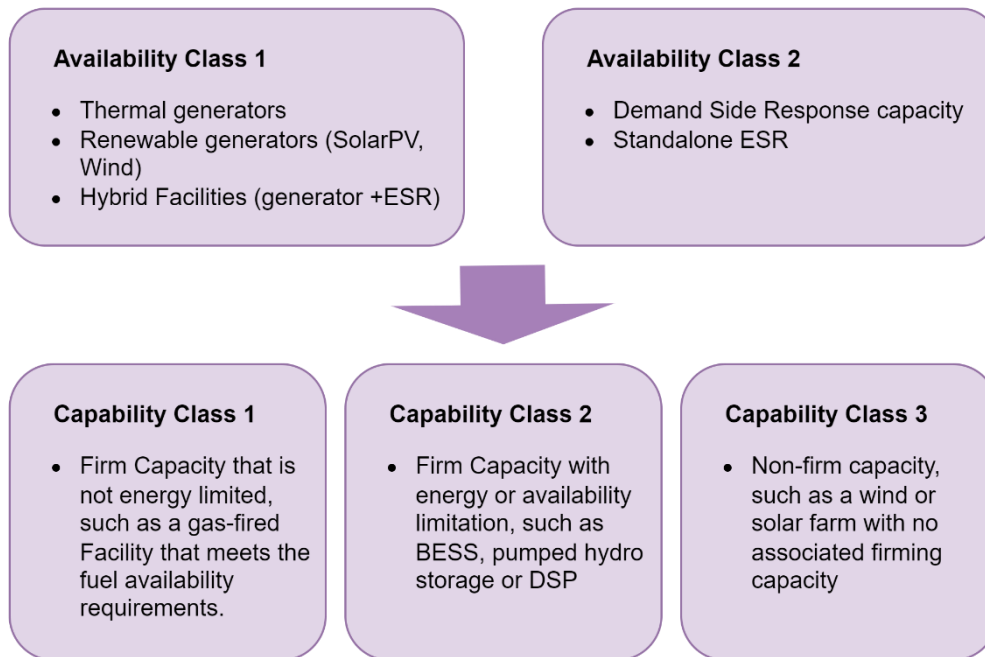 Availability Class 1
• Thermal generators
• Renewable generators (SolarPV,
Wind)
• Hybrid Facilities (generator +ESR)
Availability Class 2
• Demand Side Response capacity
• Standalone ESR
Capability Class 1
• Firm Capacity that is
not energy limited,
such as a gas-fired
Facility that meets the
fuel availability
requirements.
Capability Class 2
• Firm Capacity with
energy or availability
limitation, such as
BESS, pumped hydro
storage or DSP
Capability Class 3
• Non-firm capacity,
such as a wind or
solar farm with no
associated firming
capacity